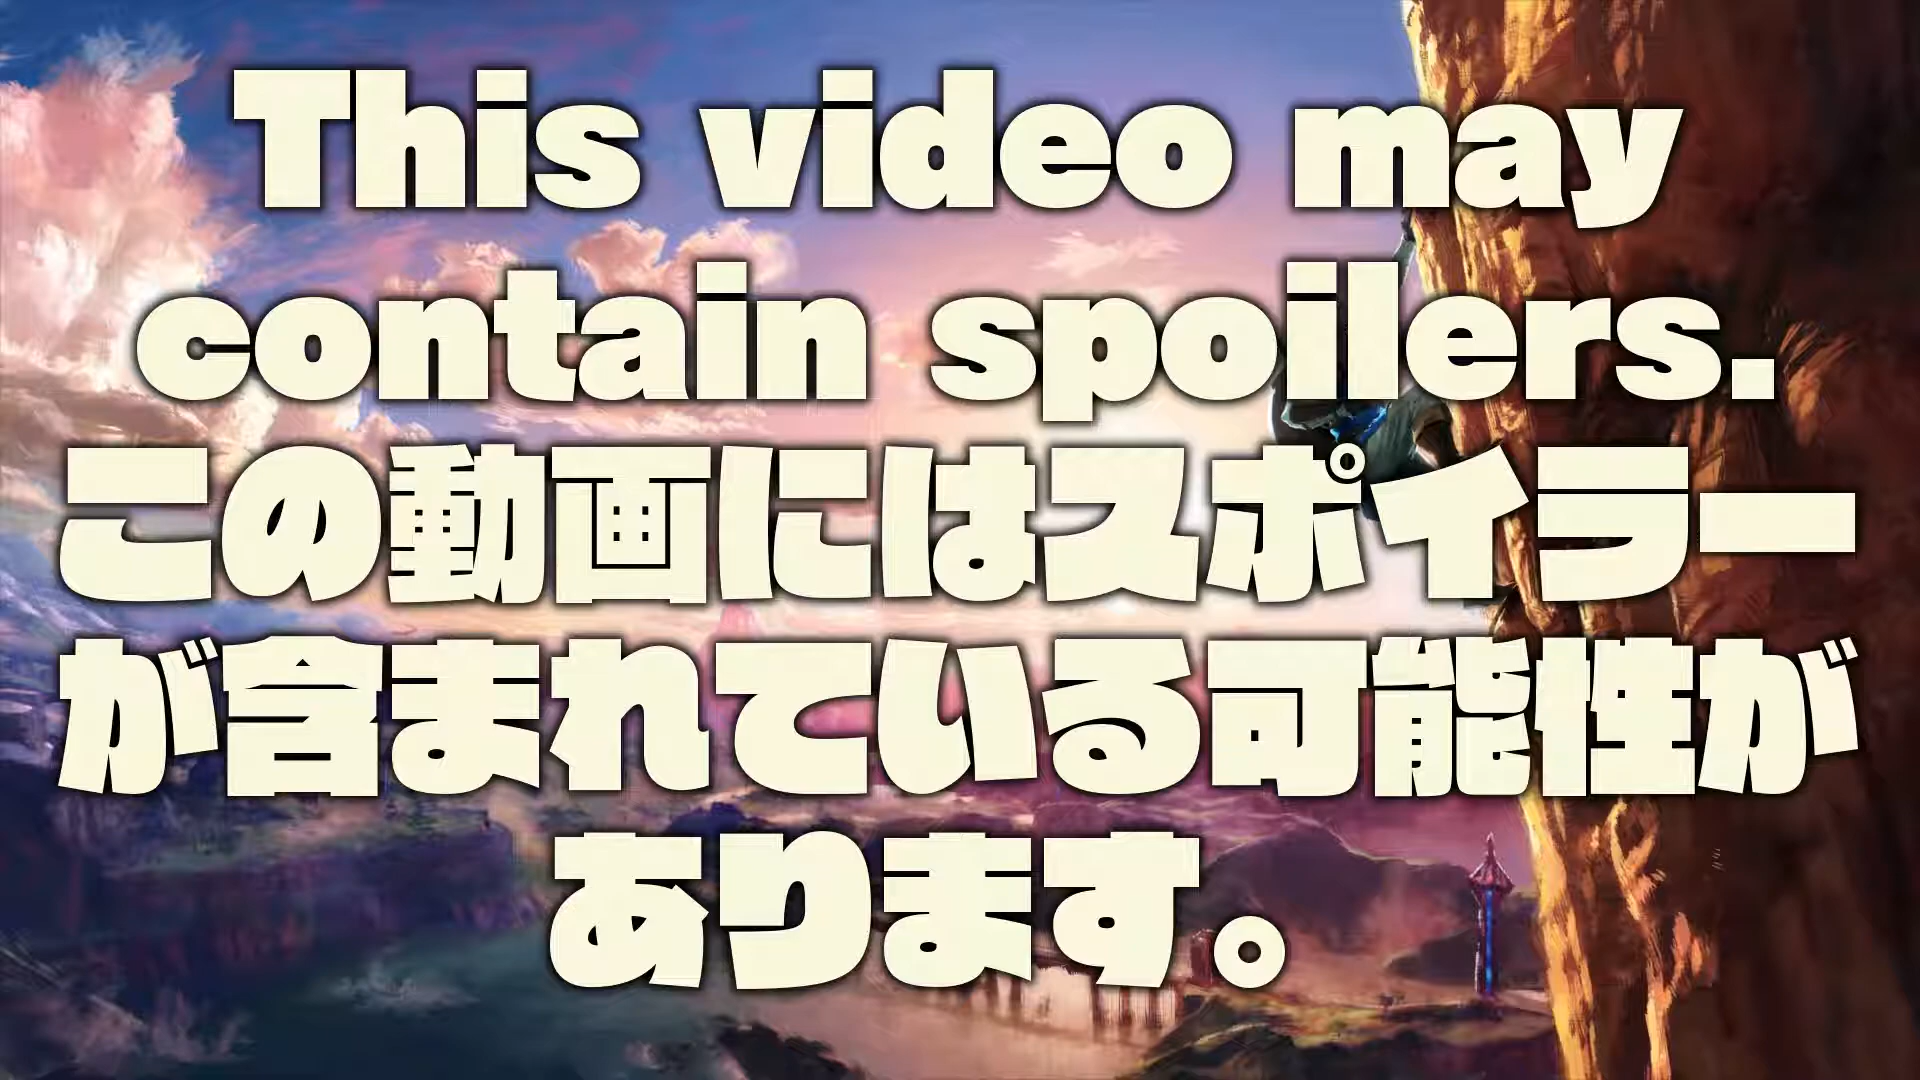 This video may
contain spoilers.
この動画にはスポイラー
が含まれている可能性が
あります。